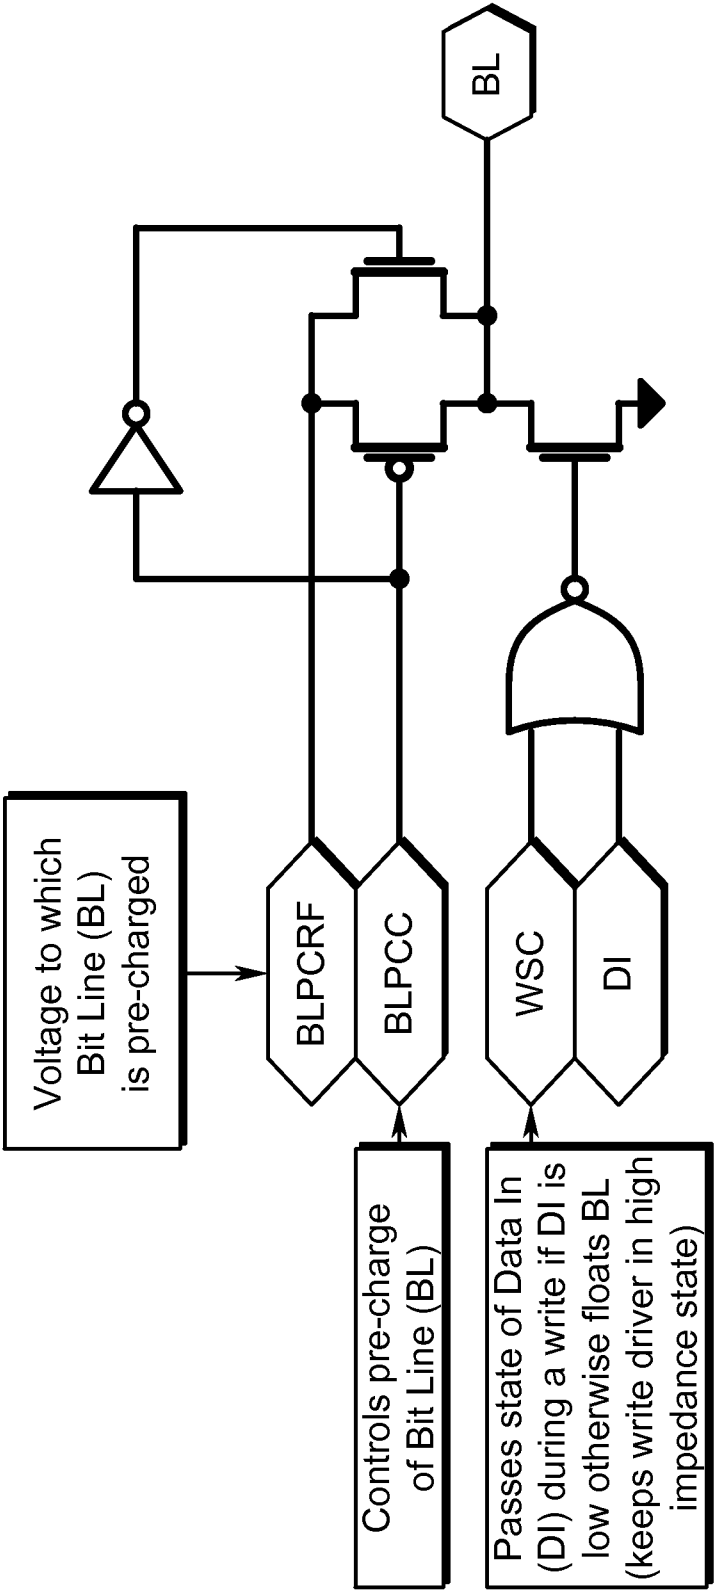 Voltage to which
Bit Line (BL)
is pre-charged
Controls pre-charge
of Bit Line (BL)
Passes state of Data In
(DI) during a write if DI is
low otherwise floats BL
(keeps write driver in high
impedance state)
BLPCRF
BLPCC
WSC
DI
BL